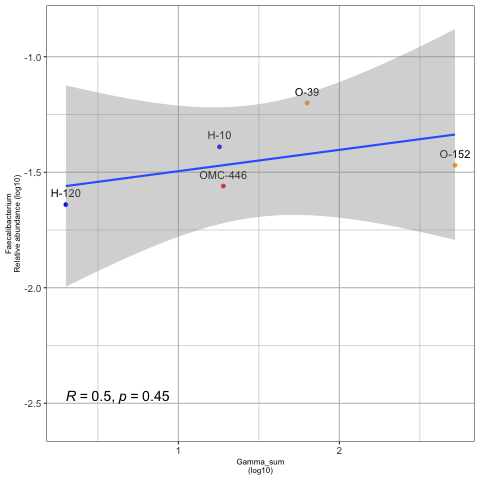 -1.0
O-39
H-10
-1.5
O-152
OMC-446
H-120
Faecalibacterium
Relative abundance (log10)
-2.0
-2.5
R = 0.5, p = 0.45
1
2
Gamma_sum
(log10)